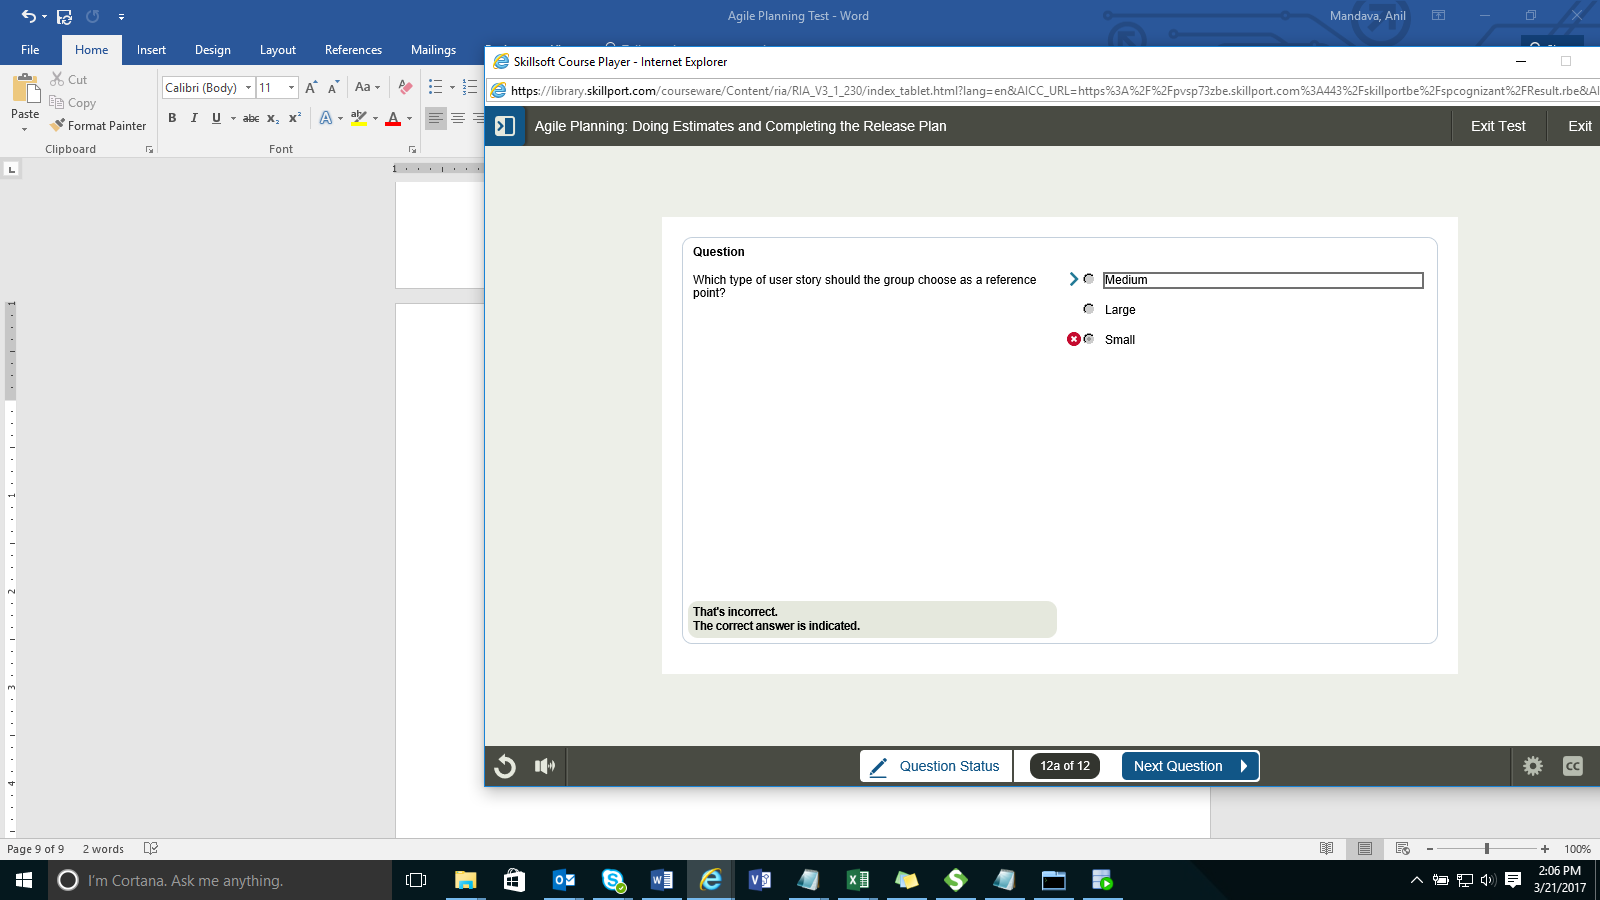 Agile Planning Test - Word
Mandava, Anil
File Home Insert Design Layout References Mailings
Cut
Copy
Paste
Format Painter
Clipboard
Calibri (Body) 11
Aa
B I U abc x₂ x²
Font
Skillsoft Course Player - Internet Explorer
https://library.skillport.com/courseware/Content/ria/RIA_V3_1_230/index_tablet.html?lang=en&AICC_URL=https%3A%2F%2Fpvsp73zbe.skillport.com%3A443%2Fskillportbe%2Fspcognizant%2FResult.rbe&AI
Agile Planning: Doing Estimates and Completing the Release Plan
Exit Test
Exit
Question
Which type of user story should the group choose as a reference
point?
Medium
Large
Small
That's incorrect.
The correct answer is indicated.
Question Status
12a of 12
Next Question
CC
Page 9 of 9
2 words
100%
I'm Cortana. Ask me anything.
2:06 PM
3/21/2017